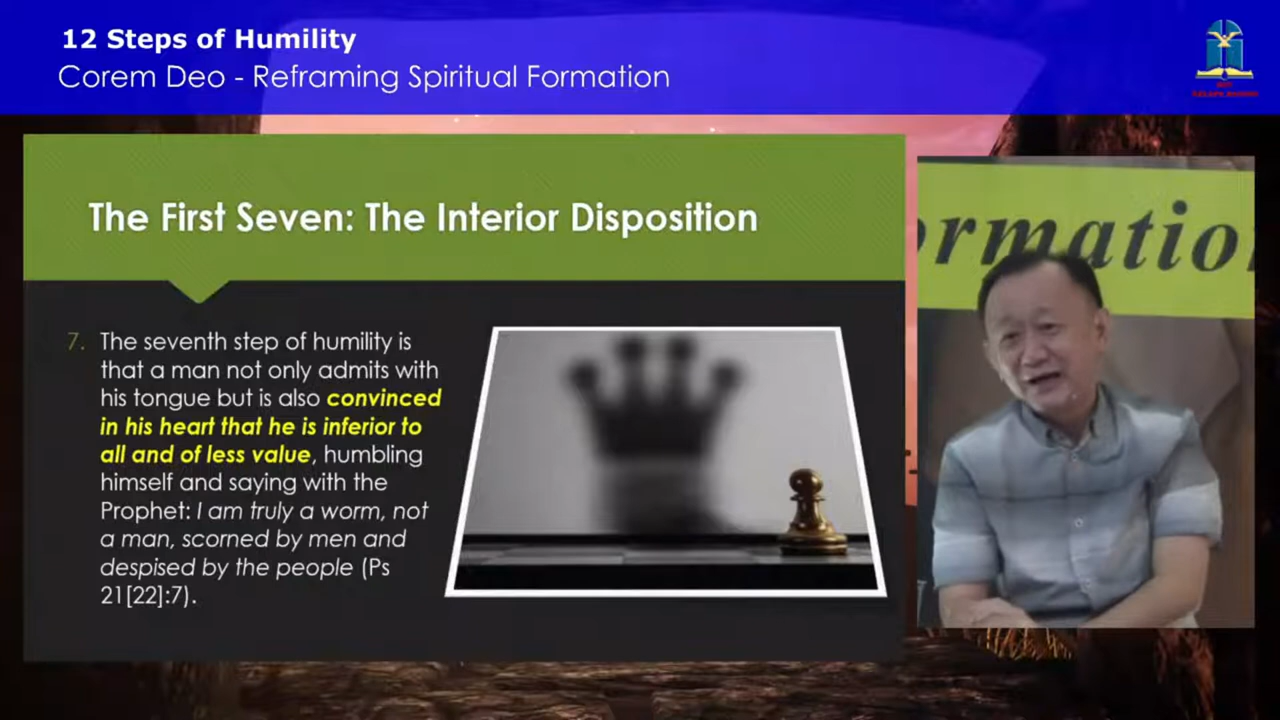 12 Steps of Humility
Corem Deo - Reframing Spiritual Formation
The First Seven: The Interior Disposition
7. The seventh step of humility is
that a man not only admits with
his tongue but is also convinced
in his heart that he is inferior to
all and of less value, humbling
himself and saying with the
Prophet: I am truly a worm, not
a man, scorned by men and
despised by the people (Ps
21[22]:7).
ormatio